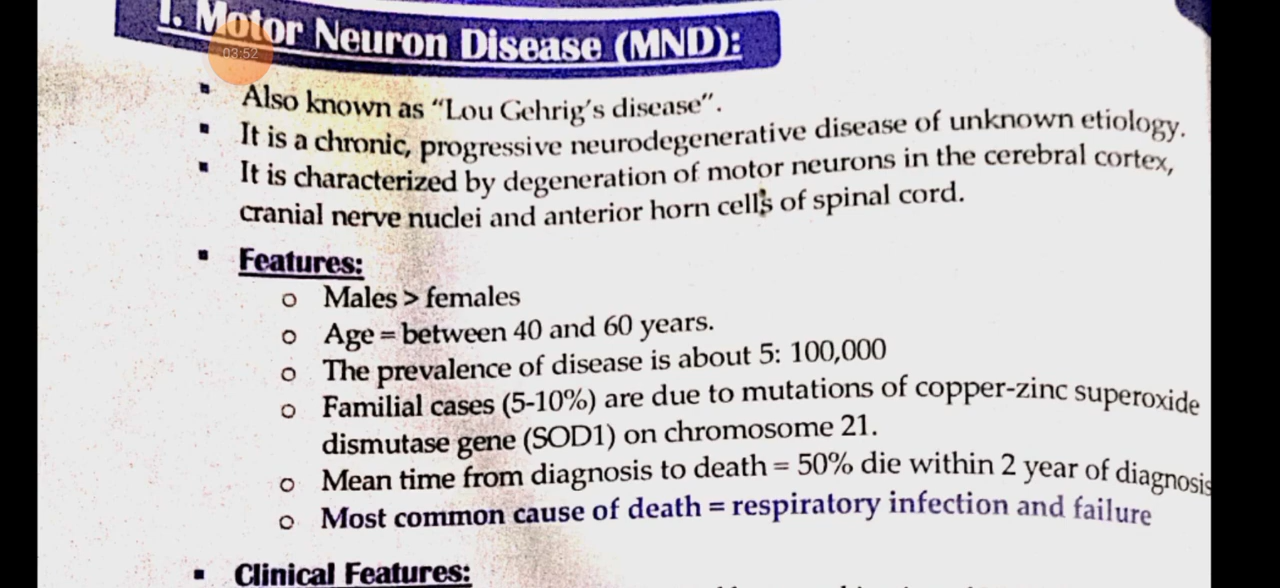 1. Motor Neuron Disease (MND):
03:52
▪ Also known as “Lou Gehrig’s disease”.
▪ It is a chronic, progressive neurodegenerative disease of unknown etiology.
▪ It is characterized by degeneration of motor neurons in the cerebral cortex,
cranial nerve nuclei and anterior horn cells of spinal cord.
▪ Features:
o Males > females
o Age = between 40 and 60 years.
o The prevalence of disease is about 5: 100,000
o Familial cases (5-10%) are due to mutations of copper-zinc superoxide
dismutase gene (SOD1) on chromosome 21.
o Mean time from diagnosis to death = 50% die within 2 year of diagnosis
o Most common cause of death = respiratory infection and failure
▪ Clinical Features: